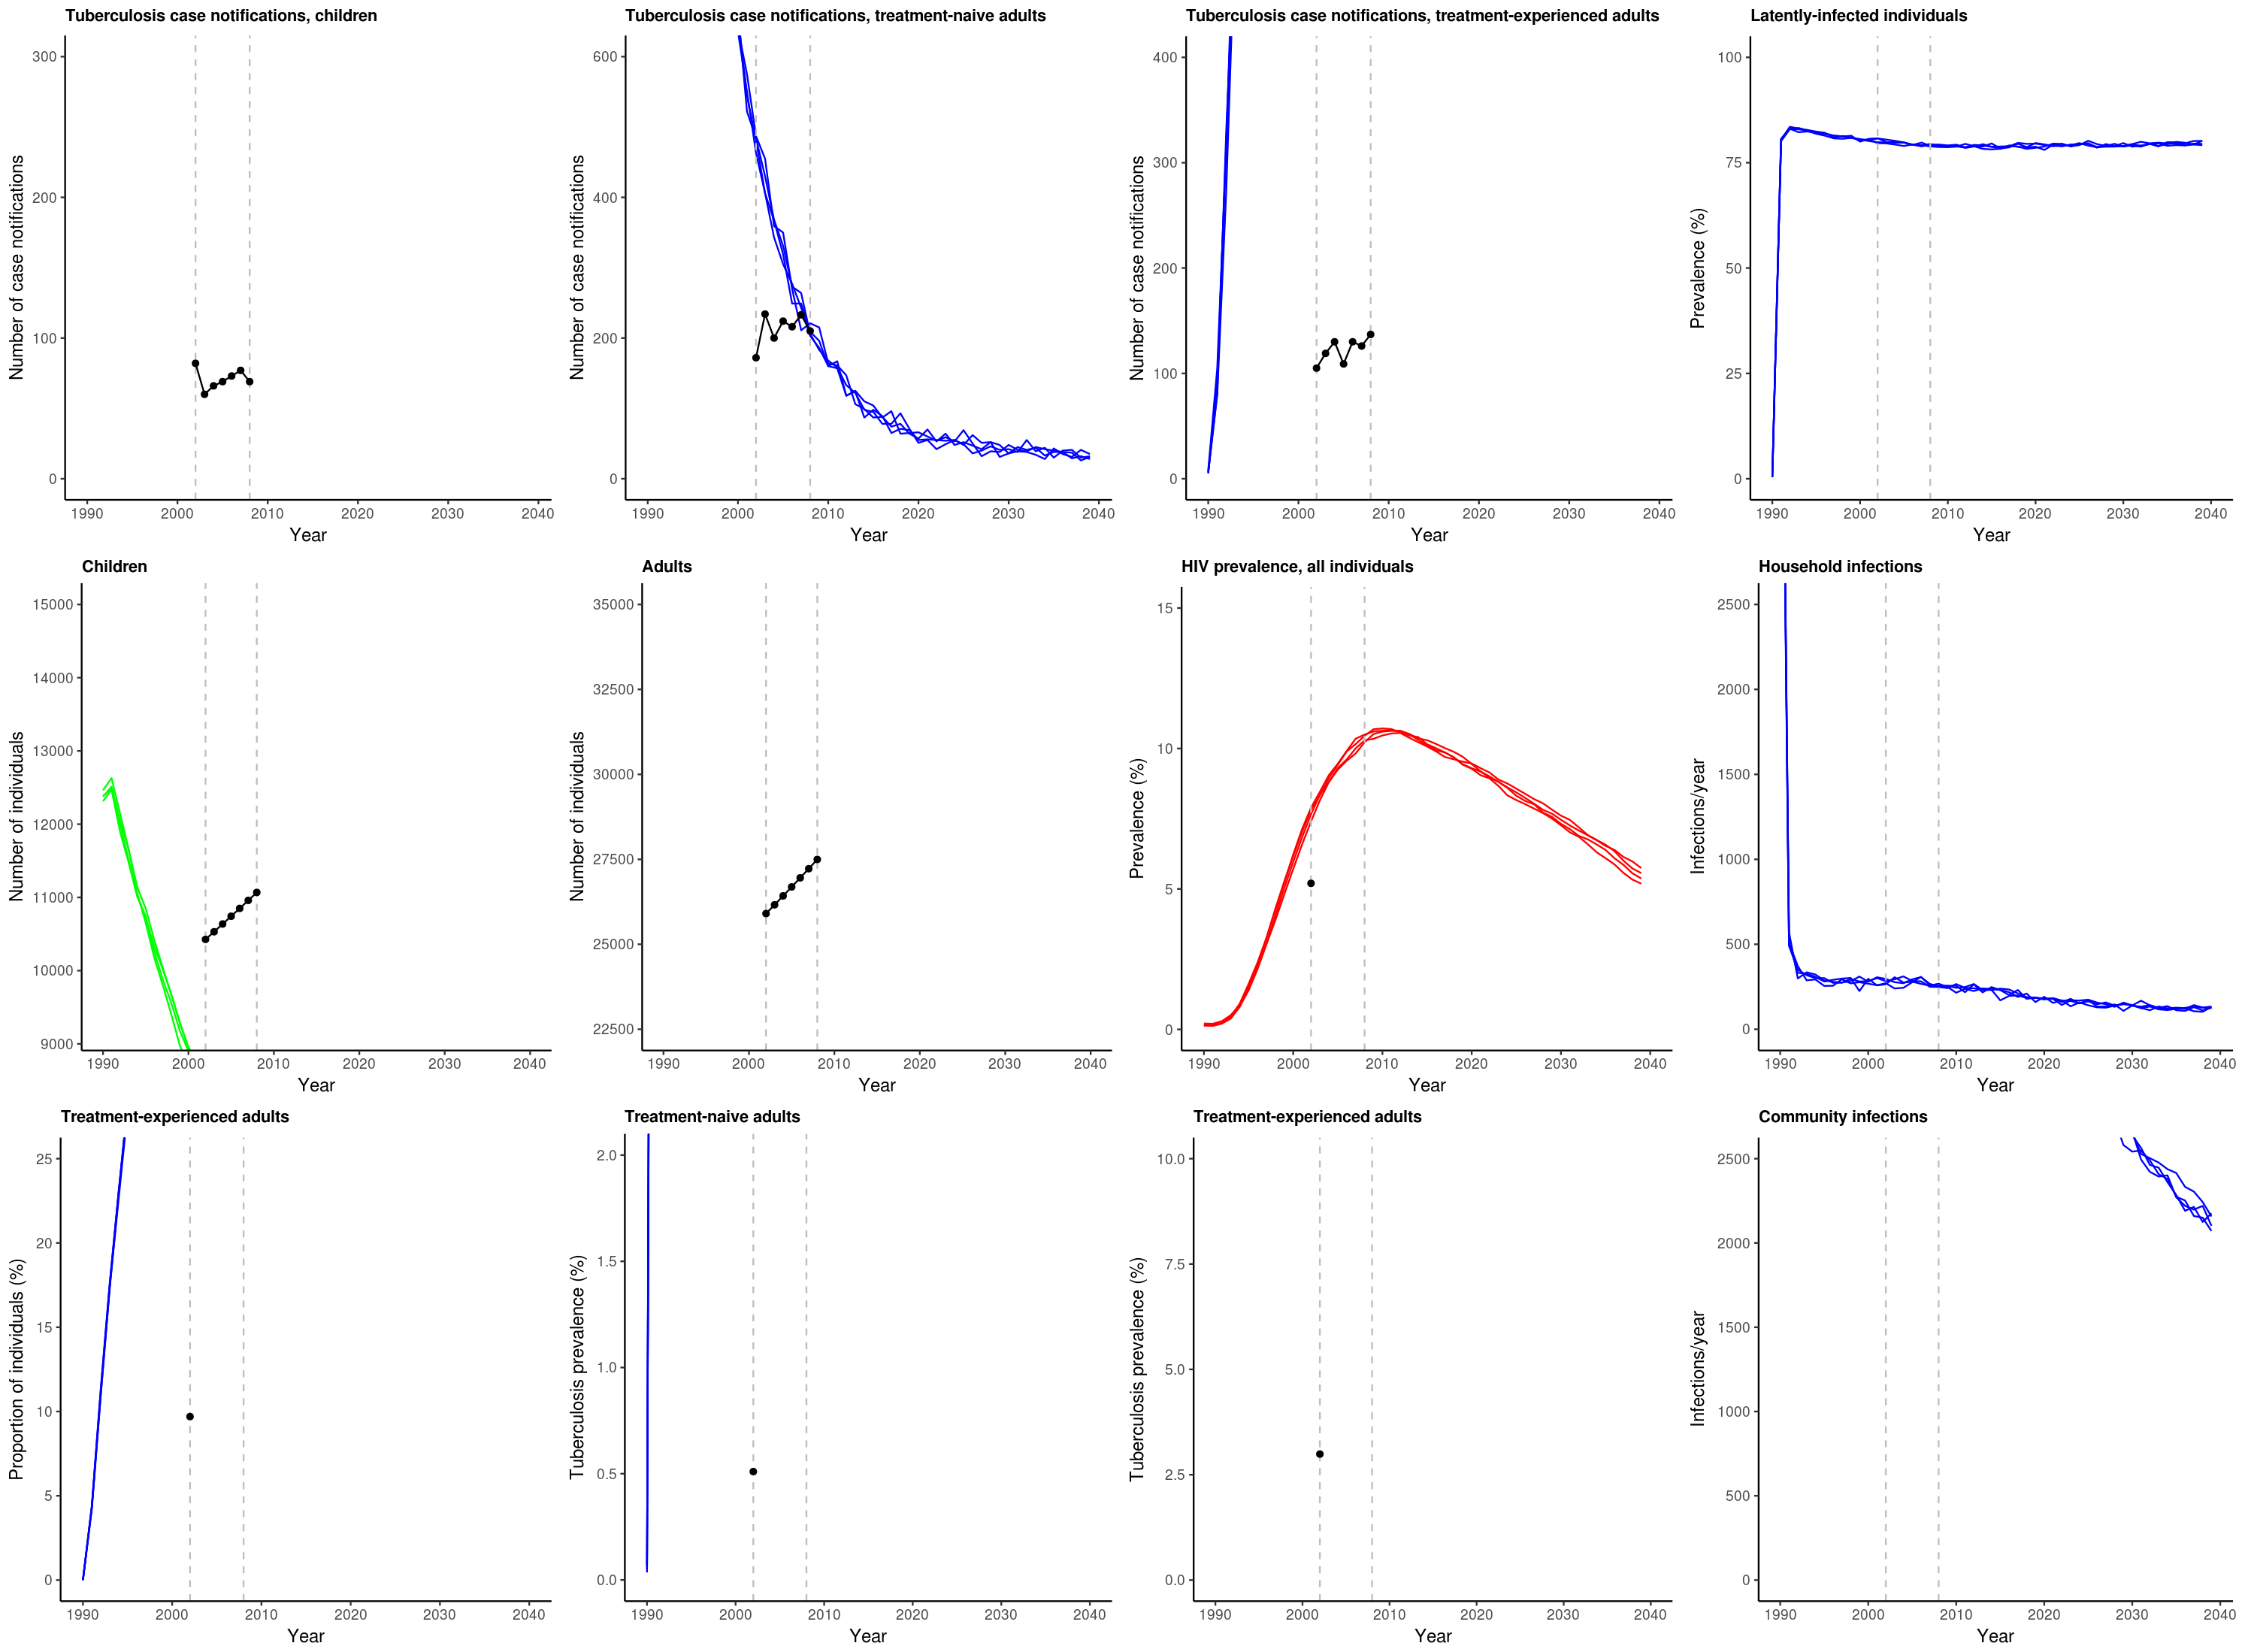 Tuberculosis case notifications, children
Number of case notifications
300
200
100
0
1990 2000 2010 2020 2030 2040
Year
Tuberculosis case notifications, treatment-naive adults
Number of case notifications
600
400
200
0
1990 2000 2010 2020 2030 2040
Year
Tuberculosis case notifications, treatment-experienced adults
Number of case notifications
400
300
200
100
0
1990 2000 2010 2020 2030 2040
Year
Latently-infected individuals
Prevalence (%)
100
75
50
25
0
1990 2000 2010 2020 2030 2040
Year
Children
Number of individuals
15000
14000
13000
12000
11000
10000
9000
1990 2000 2010 2020 2030 2040
Year
Adults
Number of individuals
35000
32500
30000
27500
25000
22500
1990 2000 2010 2020 2030 2040
Year
HIV prevalence, all individuals
Prevalence (%)
15
10
5
0
1990 2000 2010 2020 2030 2040
Year
Household infections
Infections/year
2500
2000
1500
1000
500
0
1990 2000 2010 2020 2030 2040
Year
Treatment-experienced adults
Proportion of individuals (%)
25
20
15
10
5
0
1990 2000 2010 2020 2030 2040
Year
Treatment-naive adults
Tuberculosis prevalence (%)
2.0
1.5
1.0
0.5
0.0
1990 2000 2010 2020 2030 2040
Year
Treatment-experienced adults
Tuberculosis prevalence (%)
10.0
7.5
5.0
2.5
0.0
1990 2000 2010 2020 2030 2040
Year
Community infections
Infections/year
2500
2000
1500
1000
500
0
1990 2000 2010 2020 2030 2040
Year